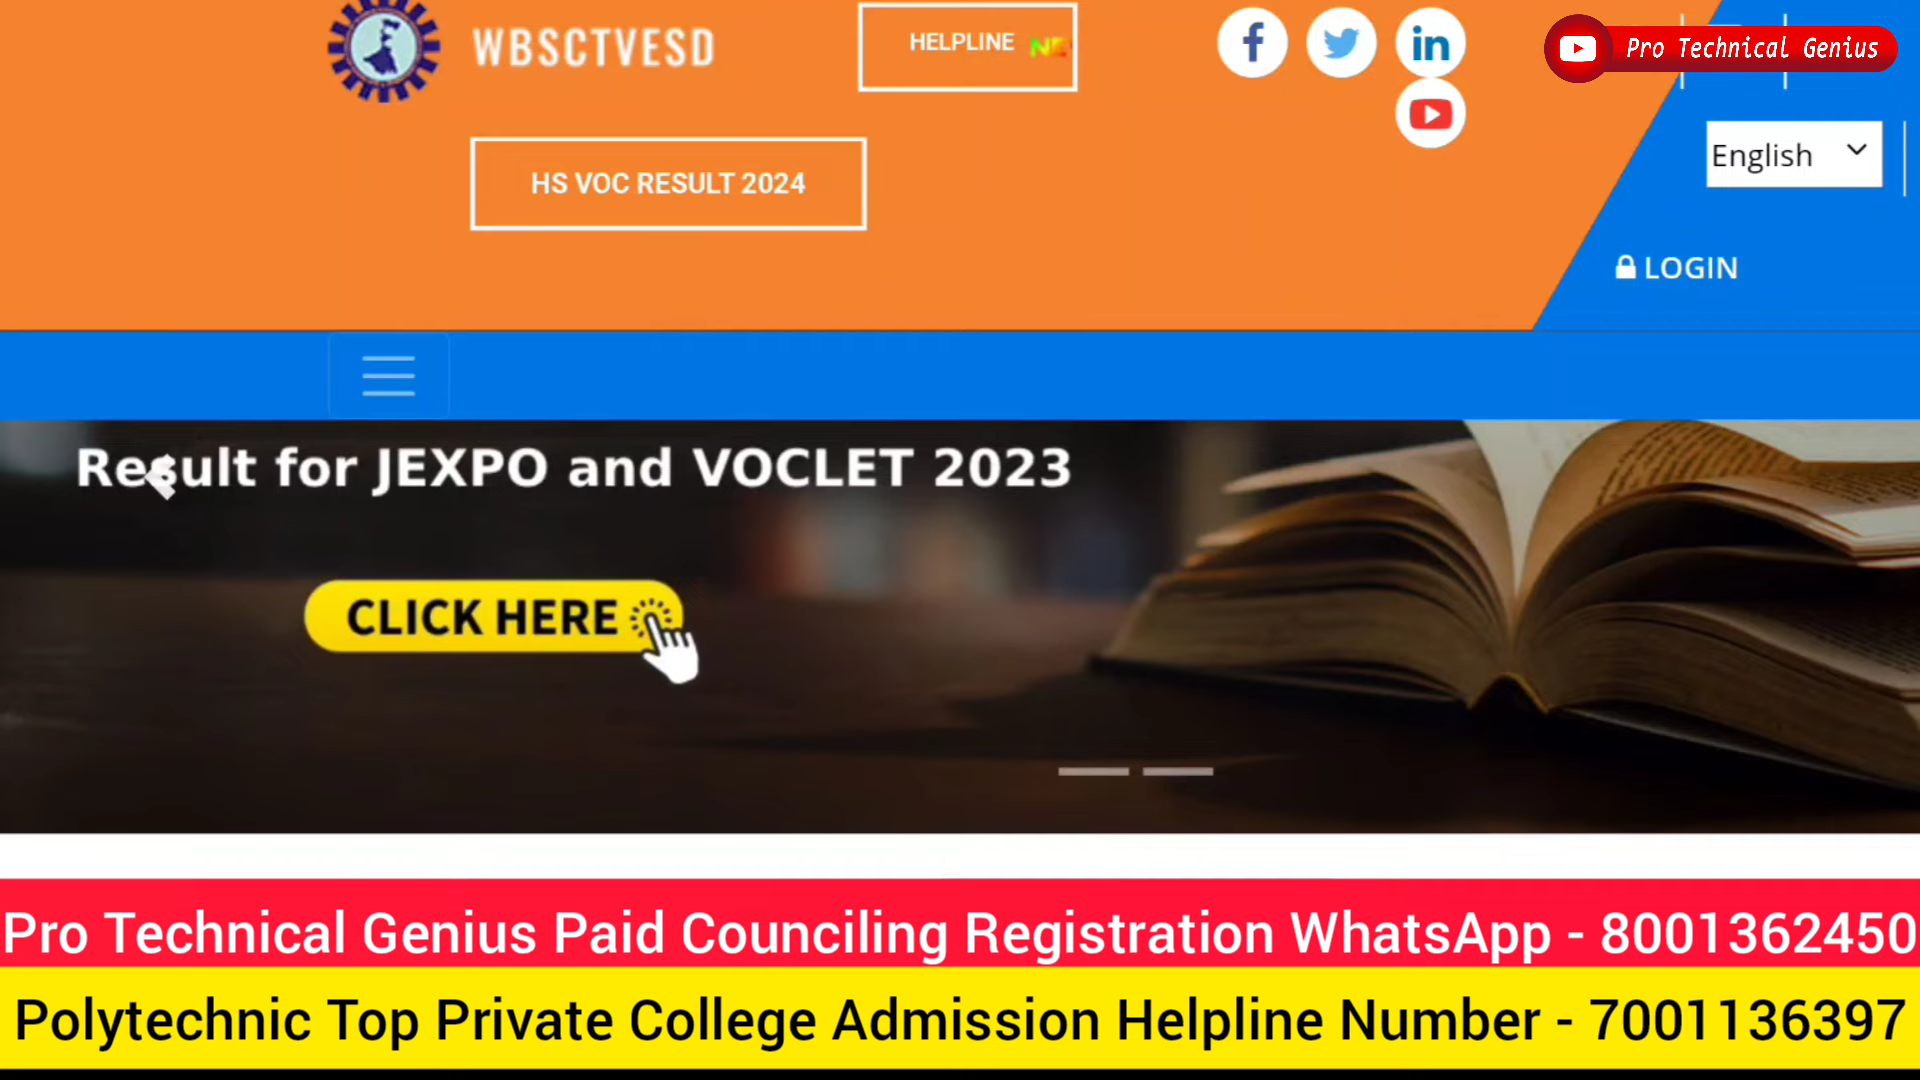 WBSCTVESD
HELPLINE
Pro Technical Genius
HS VOC RESULT 2024
English
LOGIN
Result for JEXPO and VOCLET 2023
CLICK HERE
Pro Technical Genius Paid Counciling Registration WhatsApp - 8001362450
Polytechnic Top Private College Admission Helpline Number - 7001136397